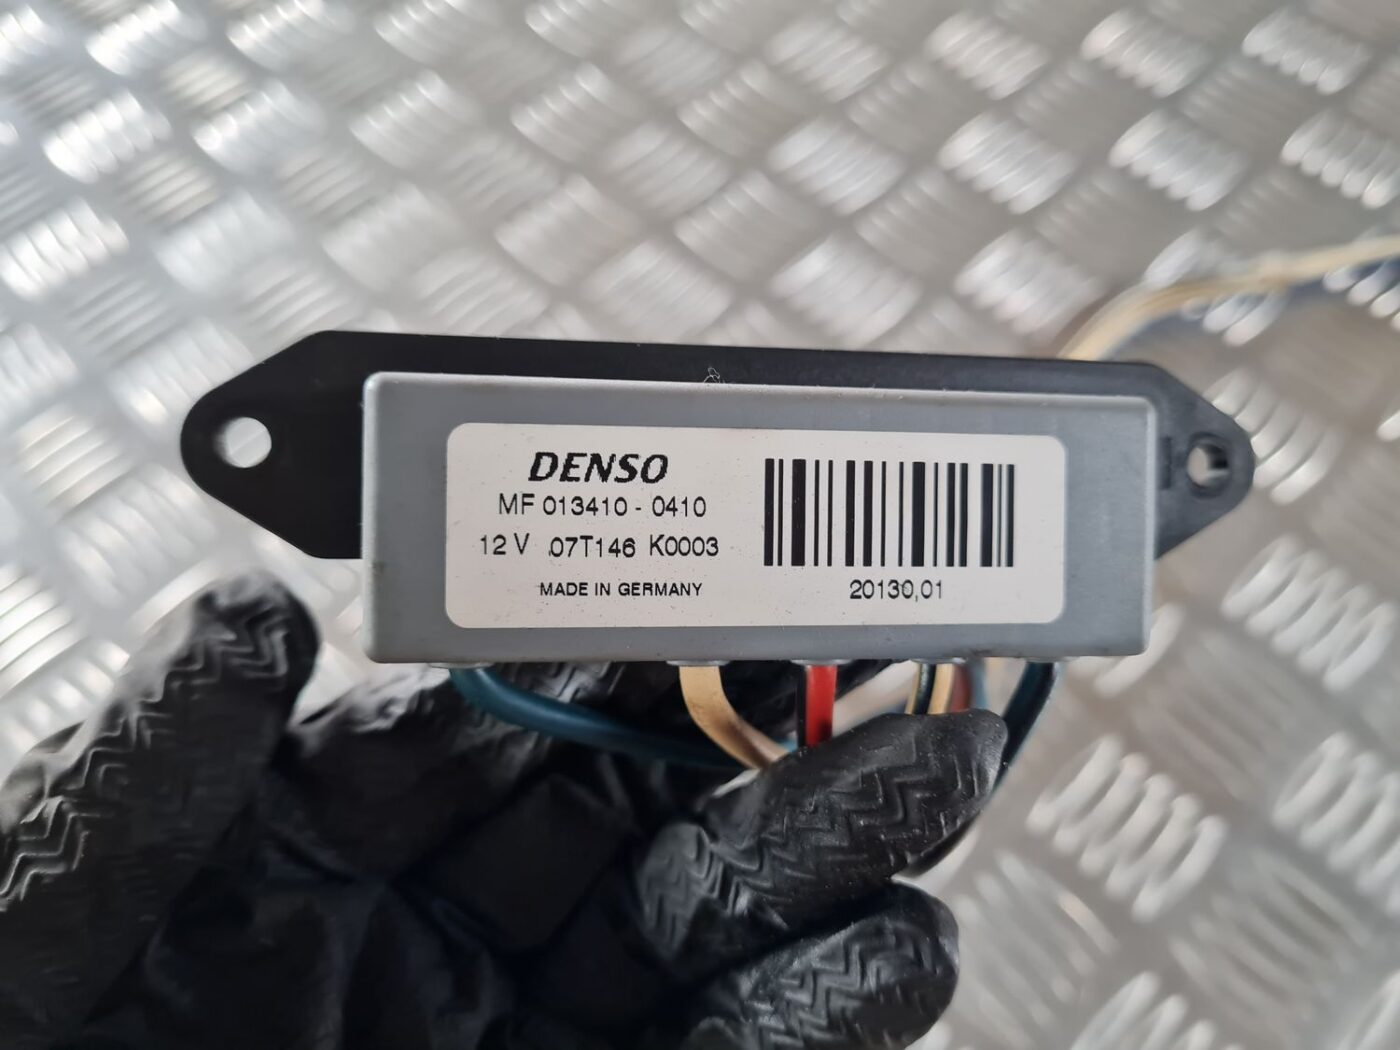 DENSO
MF 013410 - 0410
12 V 07T146 K0003
MADE IN GERMANY
20130,01